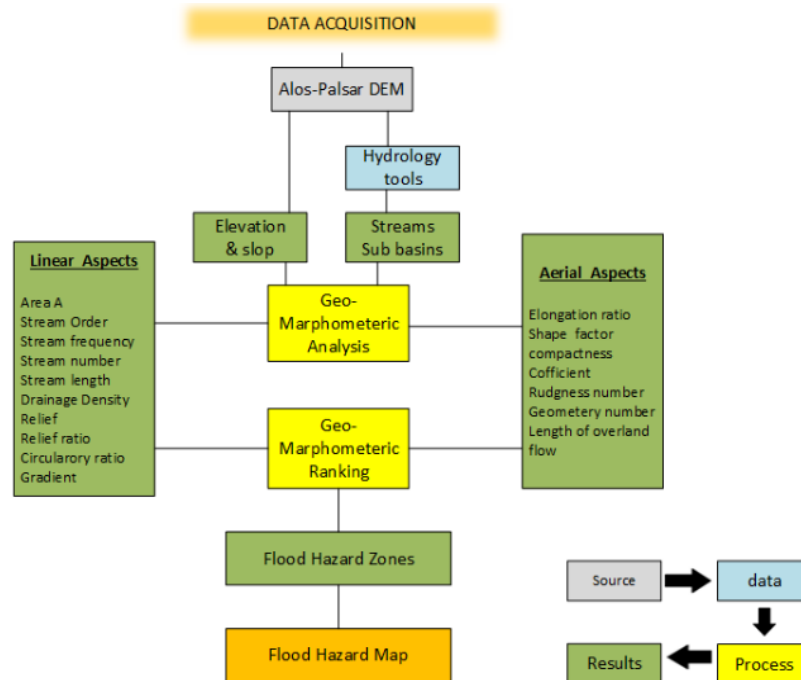 DATA ACQUISITION
Alos-Palsar DEM
Hydrology
tools
Elevation
& slop
Streams
Sub basins
Linear Aspects
Area A
Stream Order
Stream frequency
Stream number
Stream length
Drainage Density
Relief
Relief ratio
Circularory ratio
Gradient
Geo-
Marphometeric
Analysis
Geo-
Marphometeric
Ranking
Aerial Aspects
Elongation ratio
Shape factor
compactness
Cofficient
Rudgness number
Geometery number
Length of overland
flow
Flood Hazard Zones
Flood Hazard Map
Source
data
Results
Process